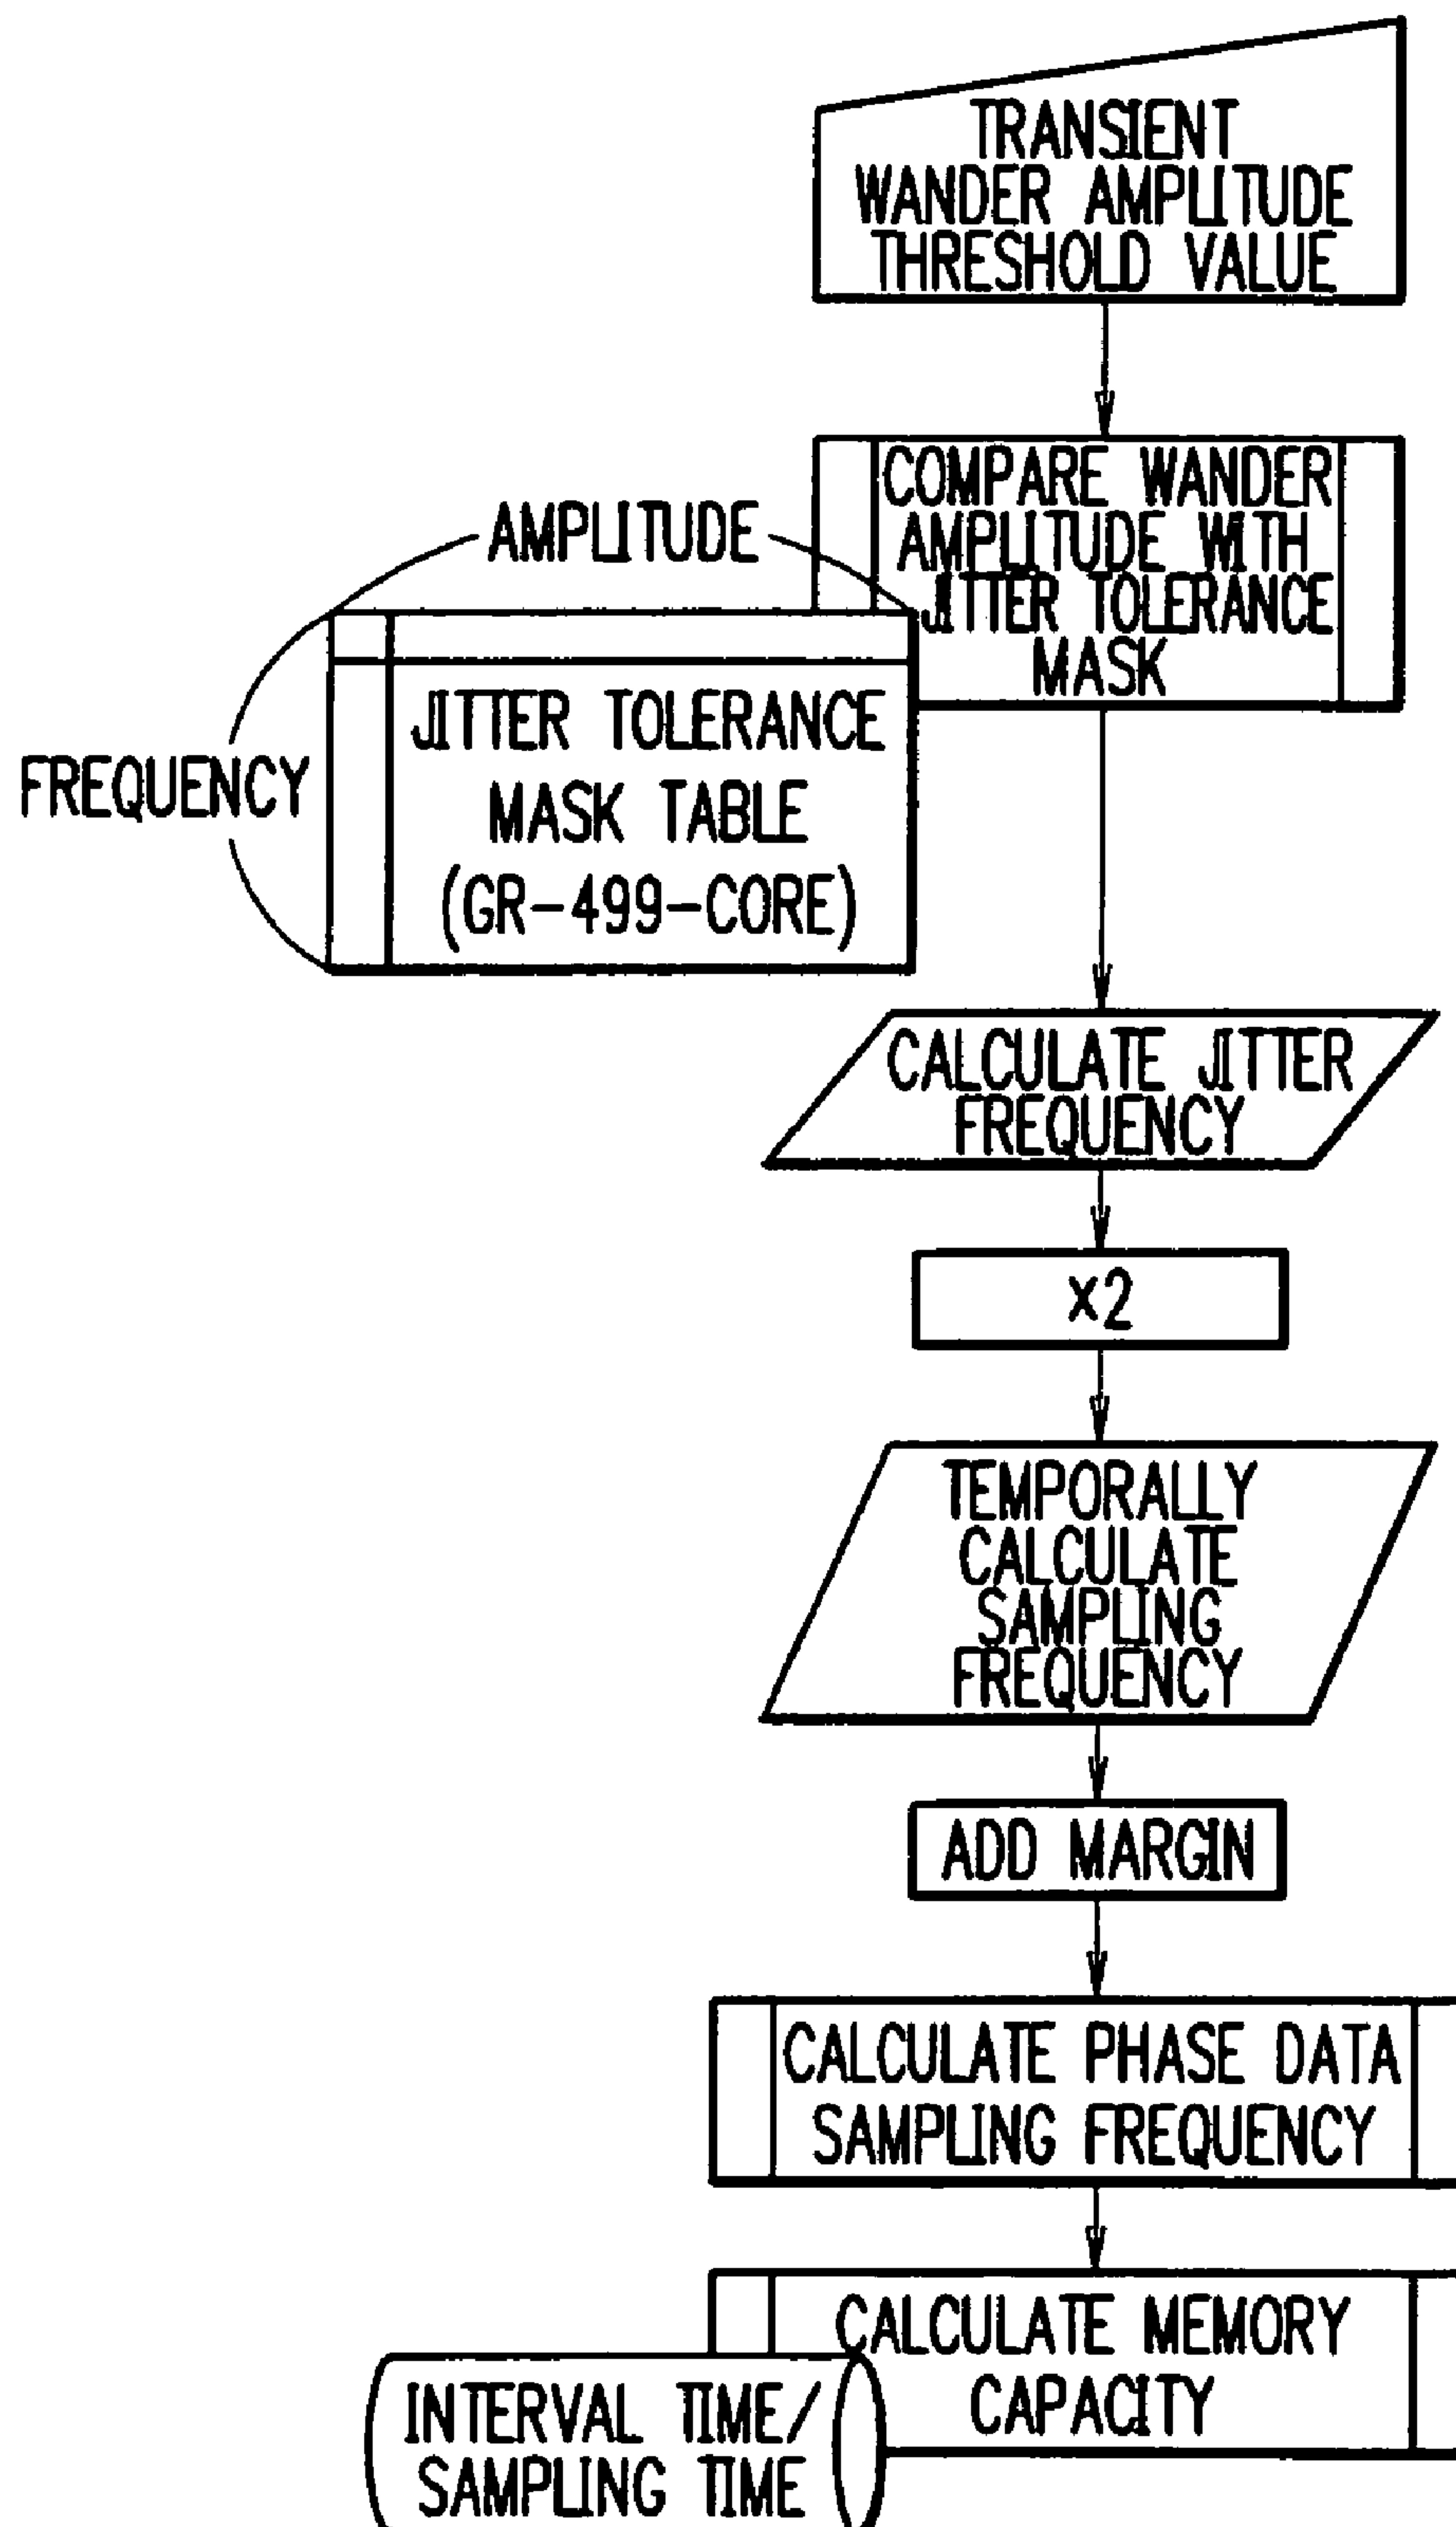 TRANSIENT
WANDER AMPLITUDE
THRESHOLD VALUE
COMPARE WANDER
AMPLITUDE WITH
JITTER TOLERANCE
MASK
AMPLITUDE
FREQUENCY
JITTER TOLERANCE
MASK TABLE
(GR-499-CORE)
CALCULATE JITTER
FREQUENCY
×2
TEMPORALLY
CALCULATE
SAMPLING
FREQUENCY
ADD MARGIN
CALCULATE PHASE DATA
SAMPLING FREQUENCY
CALCULATE MEMORY
CAPACITY
INTERVAL TIME/
SAMPLING TIME